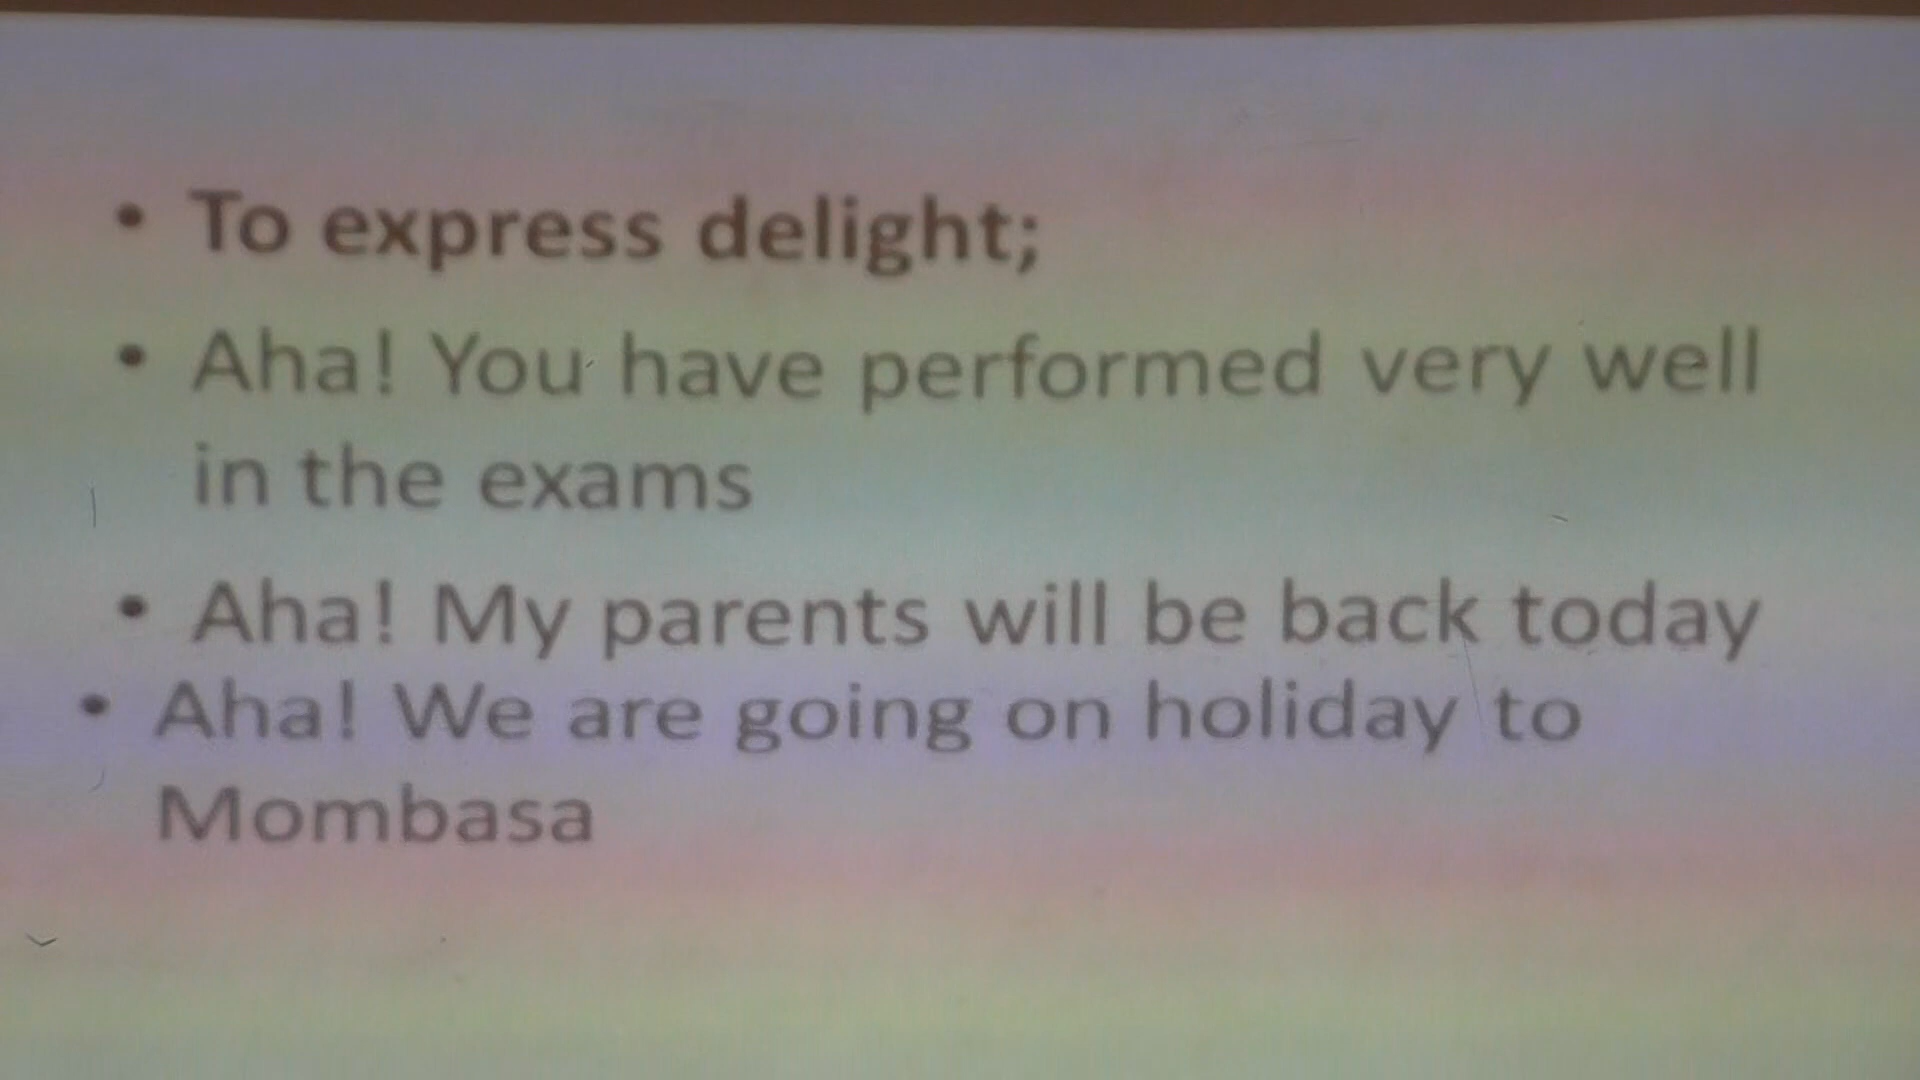 • To express delight;
• Aha! You have performed very well
in the exams
• Aha! My parents will be back today
• Aha! We are going on holiday to
Mombasa